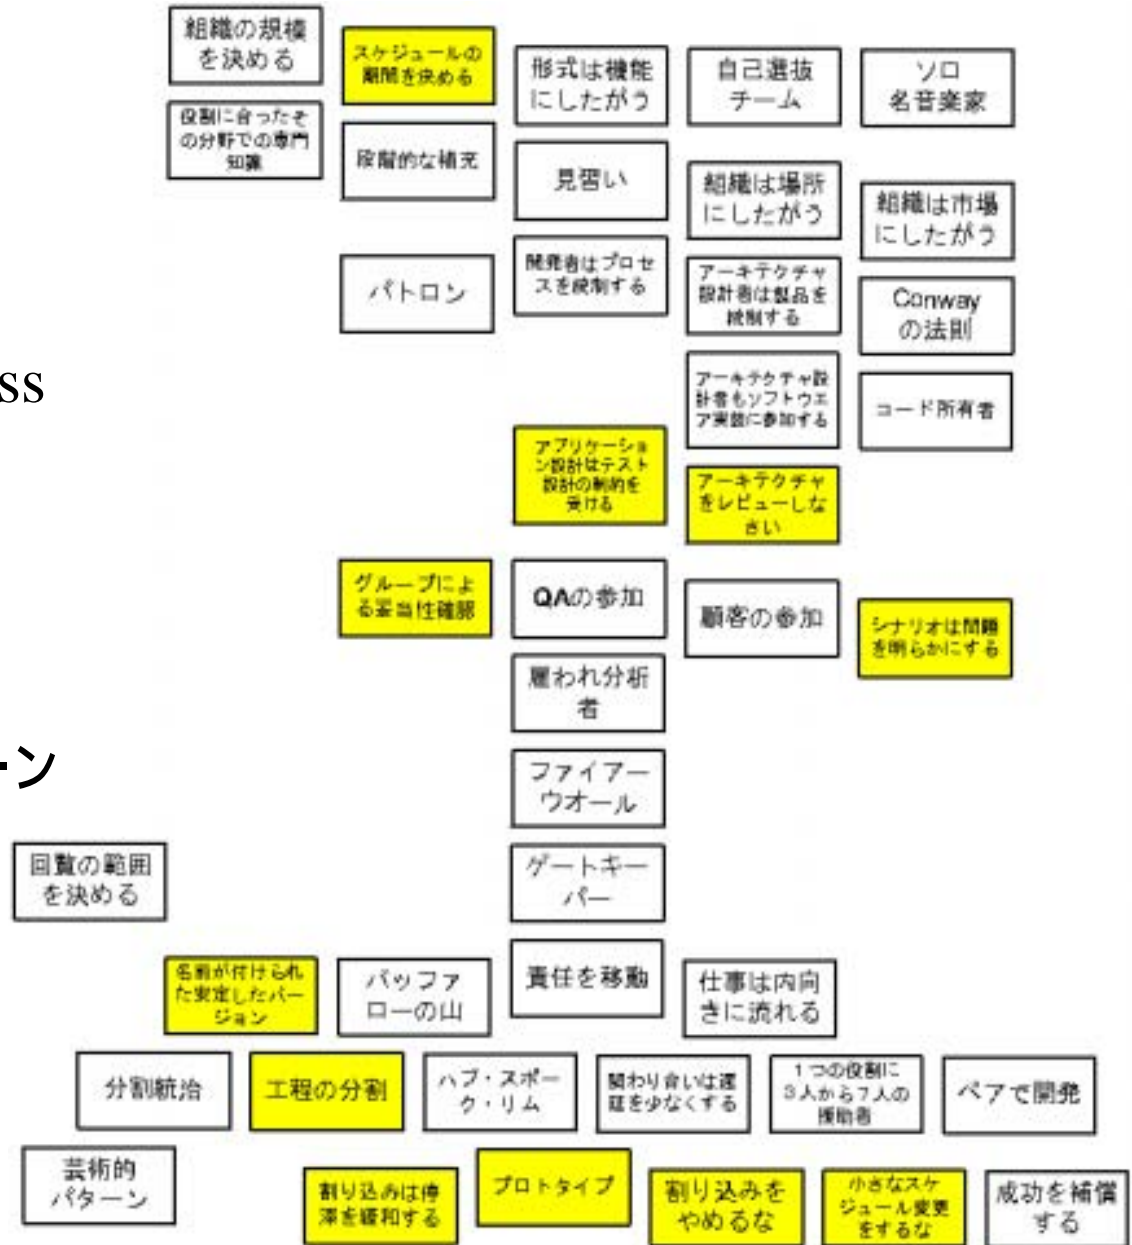 組織の規模
を決める
スケジュールの
期間を決める
形式は機能
にしたがう
自己選抜
チーム
ソロ
名音楽家
役割に合ったそ
の分野での専門
知識
段階的な補充
見習い
組織は場所
にしたがう
組織は市場
にしたがう
パトロン
開発者はプロセ
スを統制する
アーキテクチャ
設計者は製品を
統制する
Conway
の法則
ss
アーキテクチャ設
計者もソフトウエ
ア実装に参加する
コード所有者
アプリケーショ
ン設計はテスト
設計の制約を
受ける
アーキテクチャ
をレビューしな
さい
グループによ
る妥当性確認
QAの参加
顧客の参加
シナリオは問題
を明らかにする
雇われ分析
者
ーン
ファイアー
ウオール
回覧の範囲
を決める
ゲートキー
パー
名前が付けられ
た安定したバー
ジョン
バッファ
ローの山
責任を移動
仕事は内向
きに流れる
分割統治
工程の分割
ハブ・スポー
ク・リム
関わり合いは遅
延を少なくする
1つの役割に
3人から7人の
援助者
ペアで開発
芸術的
パターン
割り込みは停
滞を緩和する
プロトタイプ
割り込みを
やめるな
小さなスケ
ジュール変更
をするな
成功を補償
する